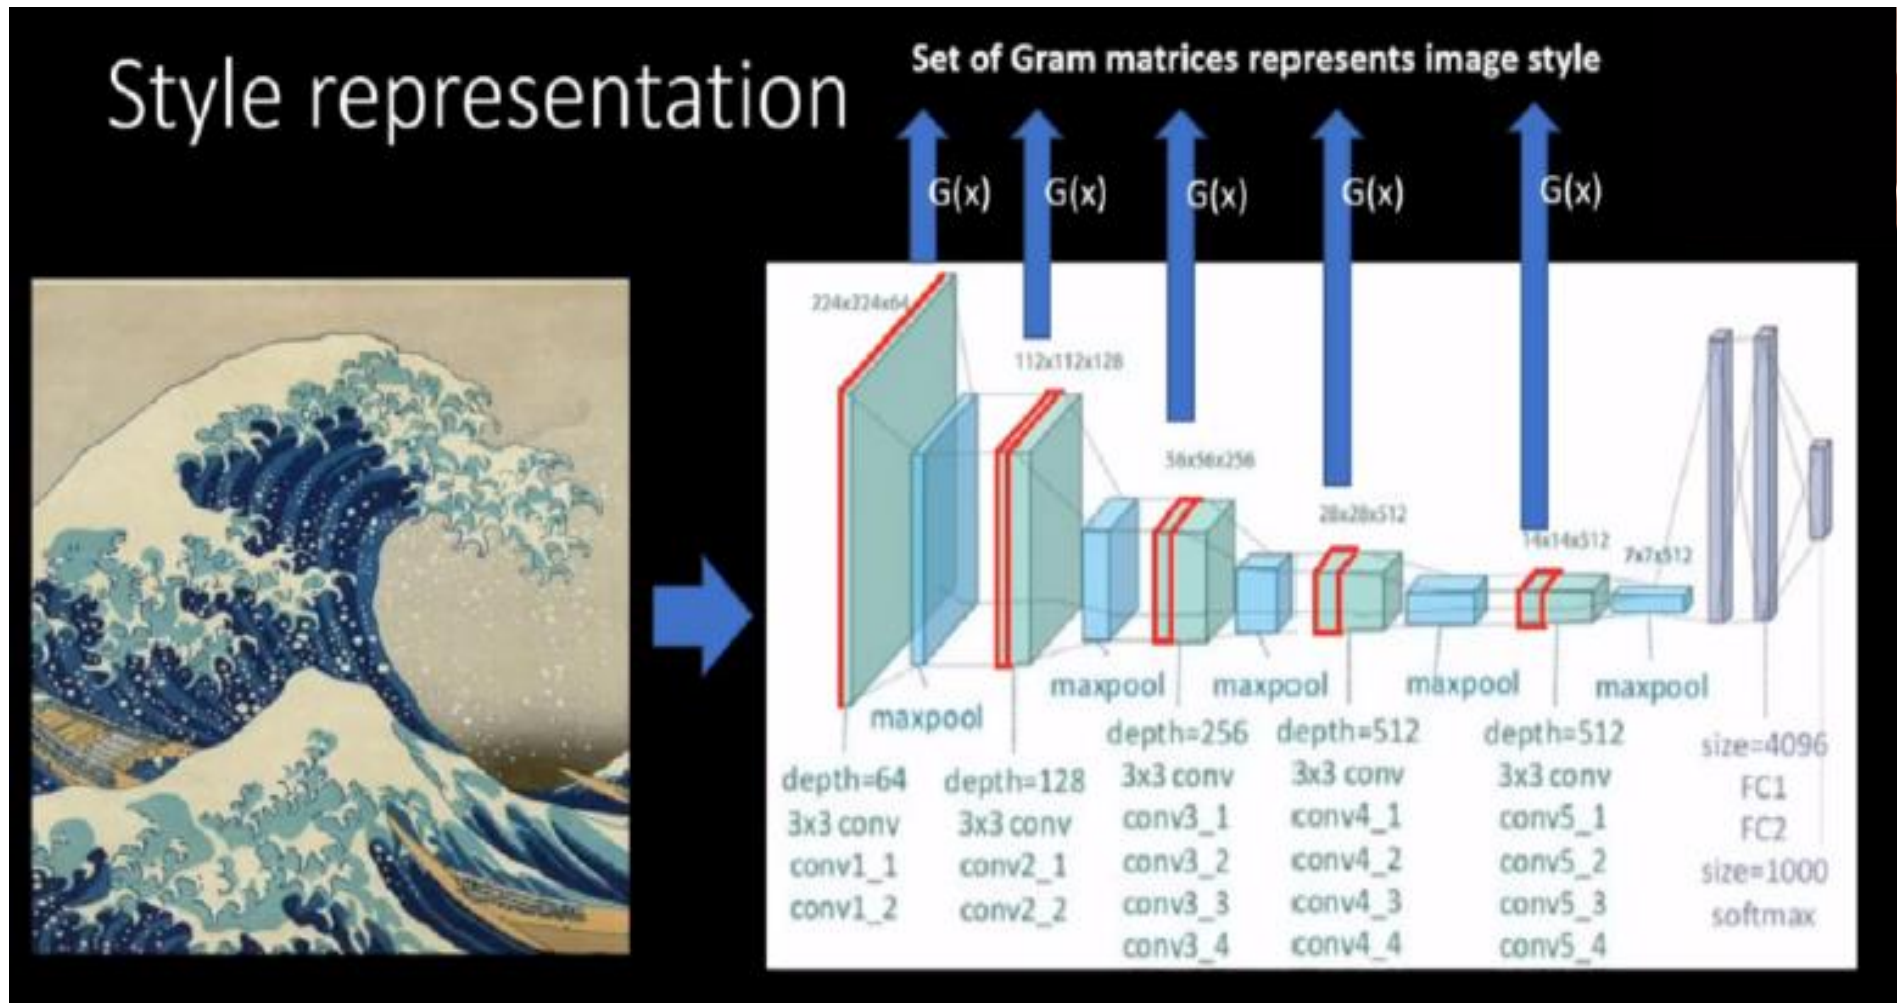 Style representation
Set of Gram matrices represents image style
G(x)
G(x)
G(x)
G(x)
G(x)
224x224x64
112x112x128
56x56x256
28x28x512
14x14x512
7x7x512
maxpool
maxpool
maxpool
maxpool
maxpool
depth=64
3x3 conv
conv1_1
conv1_2
depth=128
3x3 conv
conv2_1
conv2_2
depth=256
3x3 conv
conv3_1
conv3_2
conv3_3
conv3_4
depth=512
3x3 conv
conv4_1
conv4_2
conv4_3
conv4_4
depth=512
3x3 conv
conv5_1
conv5_2
conv5_3
conv5_4
size=4096
FC1
FC2
size=1000
softmax